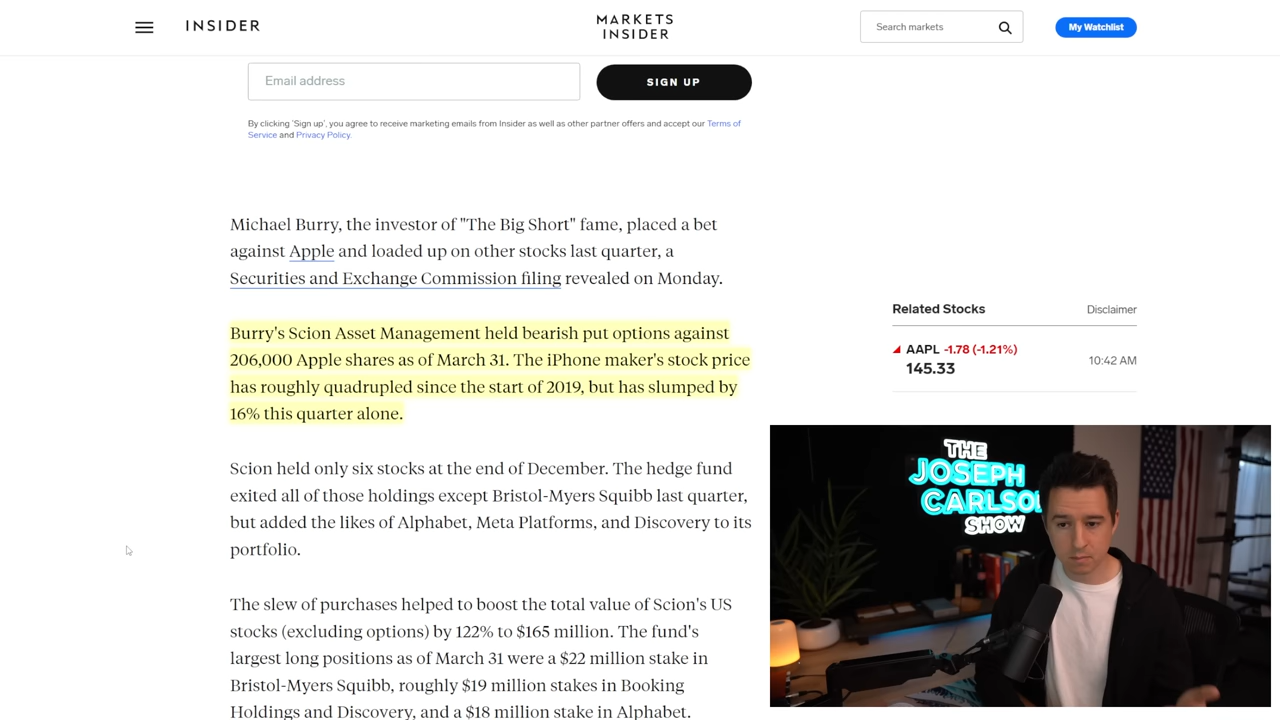 INSIDER
MARKETS
INSIDER
Search markets
My Watchlist
Email address
SIGN UP
By clicking 'Sign up', you agree to receive marketing emails from Insider as well as other partner offers and accept our Terms of
Service and Privacy Policy.
Michael Burry, the investor of "The Big Short" fame, placed a bet
against Apple and loaded up on other stocks last quarter, a
Securities and Exchange Commission filing revealed on Monday.
Burry's Scion Asset Management held bearish put options against
206,000 Apple shares as of March 31. The iPhone maker's stock price
has roughly quadrupled since the start of 2019, but has slumped by
16% this quarter alone.
Scion held only six stocks at the end of December. The hedge fund
exited all of those holdings except Bristol-Myers Squibb last quarter,
but added the likes of Alphabet, Meta Platforms, and Discovery to its
portfolio.
The slew of purchases helped to boost the total value of Scion's US
stocks (excluding options) by 122% to $165 million. The fund's
largest long positions as of March 31 were a $22 million stake in
Bristol-Myers Squibb, roughly $19 million stakes in Booking
Holdings and Discovery, and a $18 million stake in Alphabet.
Related Stocks
Disclaimer
AAPL -1.78 (-1.21%)
145.33
10:42 AM
THE
JOSEPH
CARLSO
SHOW